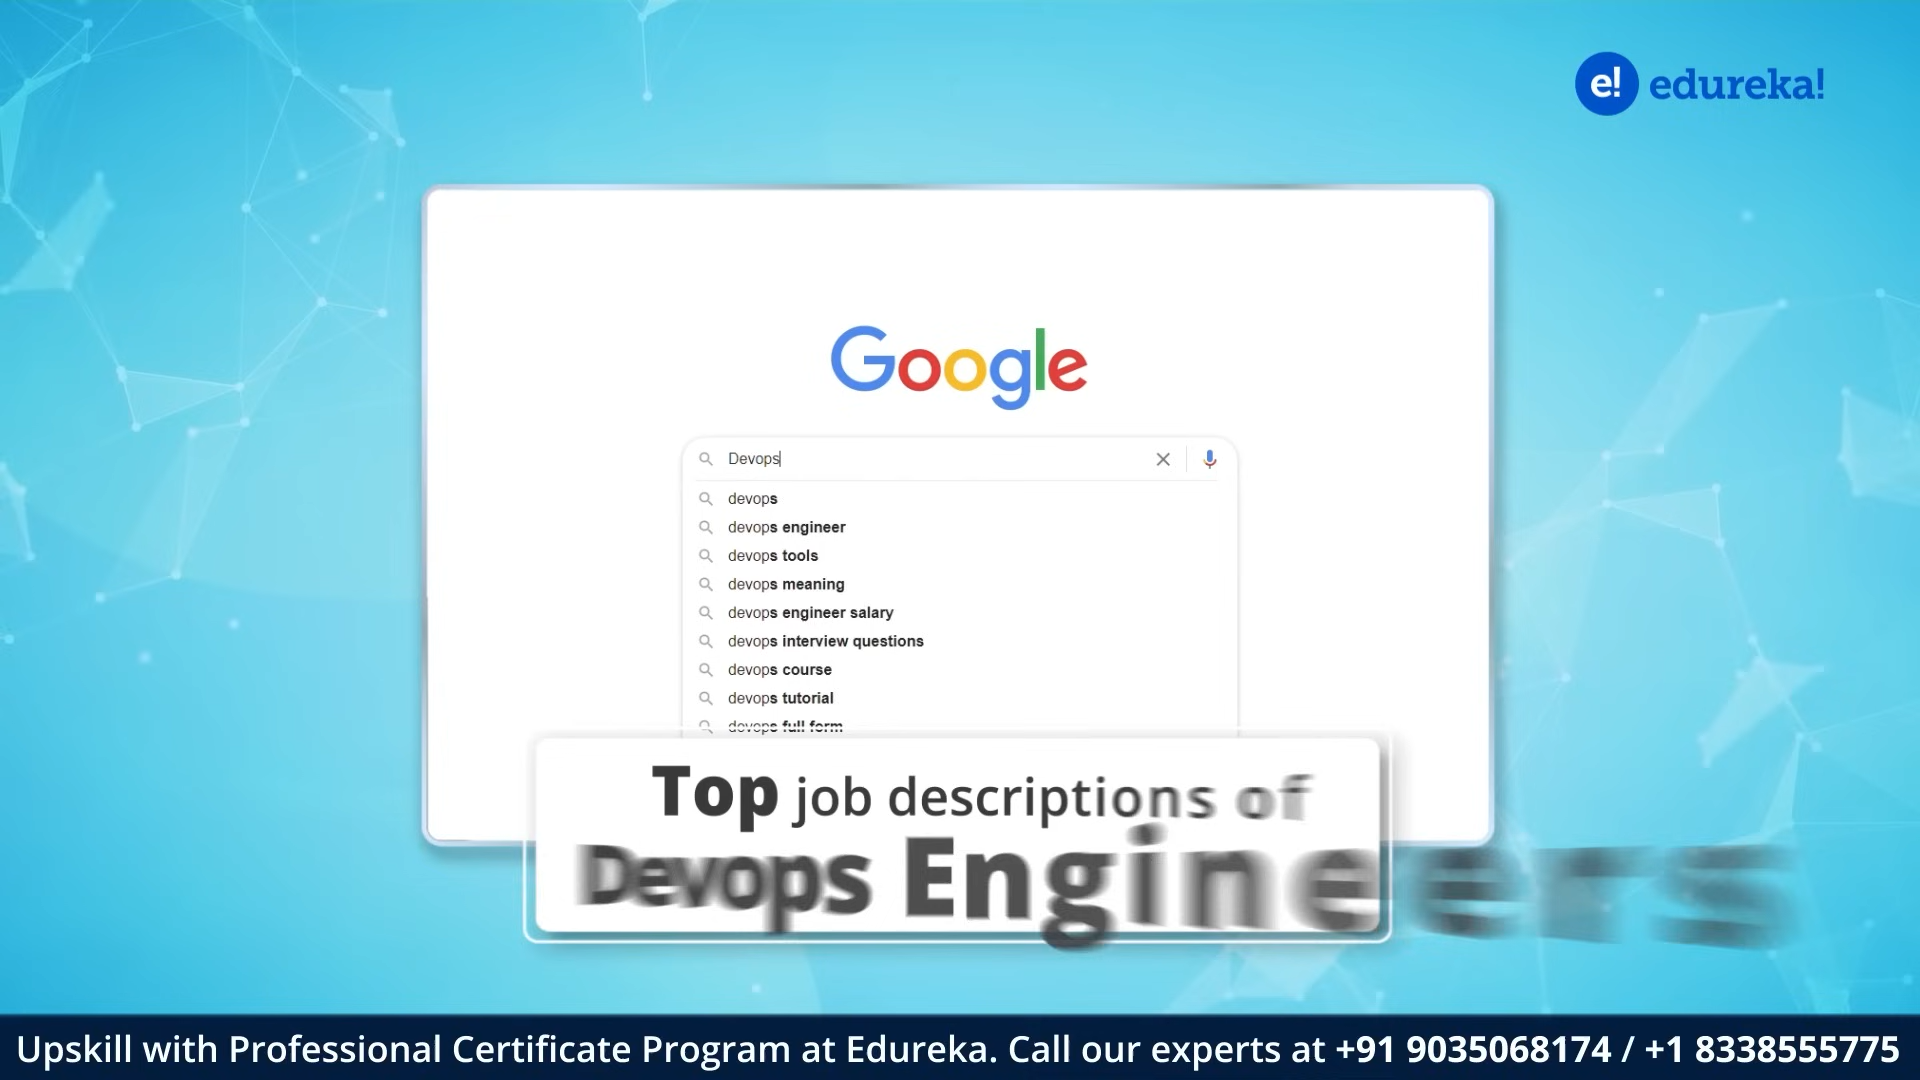 e! edureka!
Google
Devops
devops
devops engineer
devops tools
devops meaning
devops engineer salary
devops interview questions
devops course
devops tutorial
devops full form
Top job descriptions of
Devops Engineers
Upskill with Professional Certificate Program at Edureka. Call our experts at +91 9035068174 / +1 8338555775